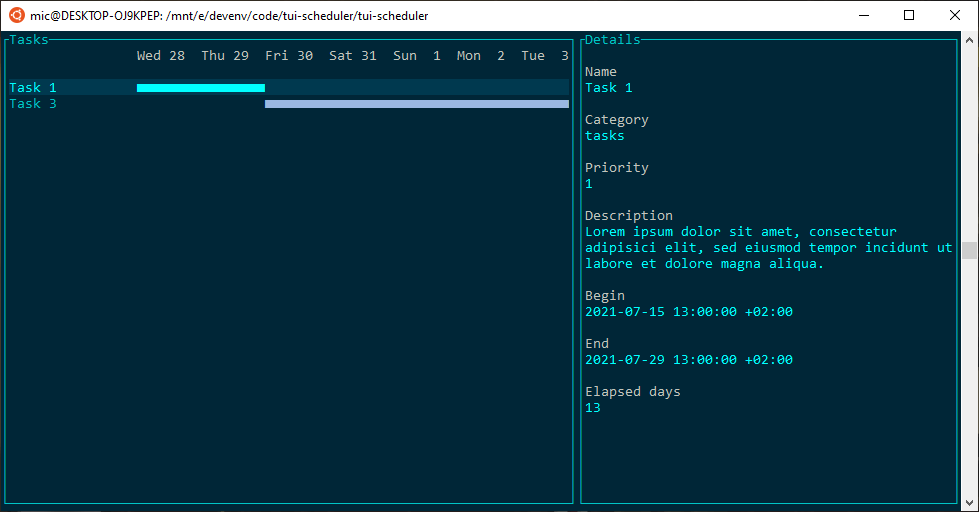 mic@DESKTOP-OJ9KPEP: /mnt/e/devenv/code/tui-scheduler/tui-scheduler
Tasks
Wed 28  Thu 29  Fri 30  Sat 31  Sun  1  Mon  2  Tue  3
Task 1
Task 3
Details
Name
Task 1
Category
tasks
Priority
1
Description
Lorem ipsum dolor sit amet, consectetur
adipisici elit, sed eiusmod tempor incidunt ut
labore et dolore magna aliqua.
Begin
2021-07-15 13:00:00 +02:00
End
2021-07-29 13:00:00 +02:00
Elapsed days
13